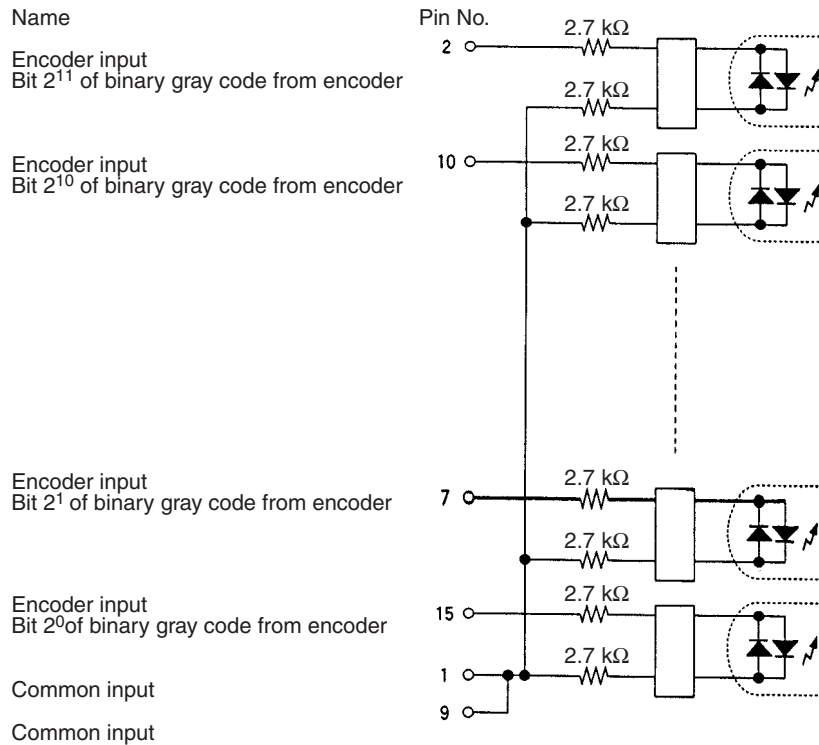 Name Pin No.
2.7 kΩ
2
Encoder input
Bit 2¹¹ of binary gray code from encoder
2.7 kΩ
2.7 kΩ
Encoder input
10
Bit 2¹⁰ of binary gray code from encoder
2.7 kΩ
2.7 kΩ
Encoder input
7
Bit 2¹ of binary gray code from encoder
2.7 kΩ
2.7 kΩ
Encoder input
15
Bit 2⁰of binary gray code from encoder
2.7 kΩ
1
Common input
9
Common input